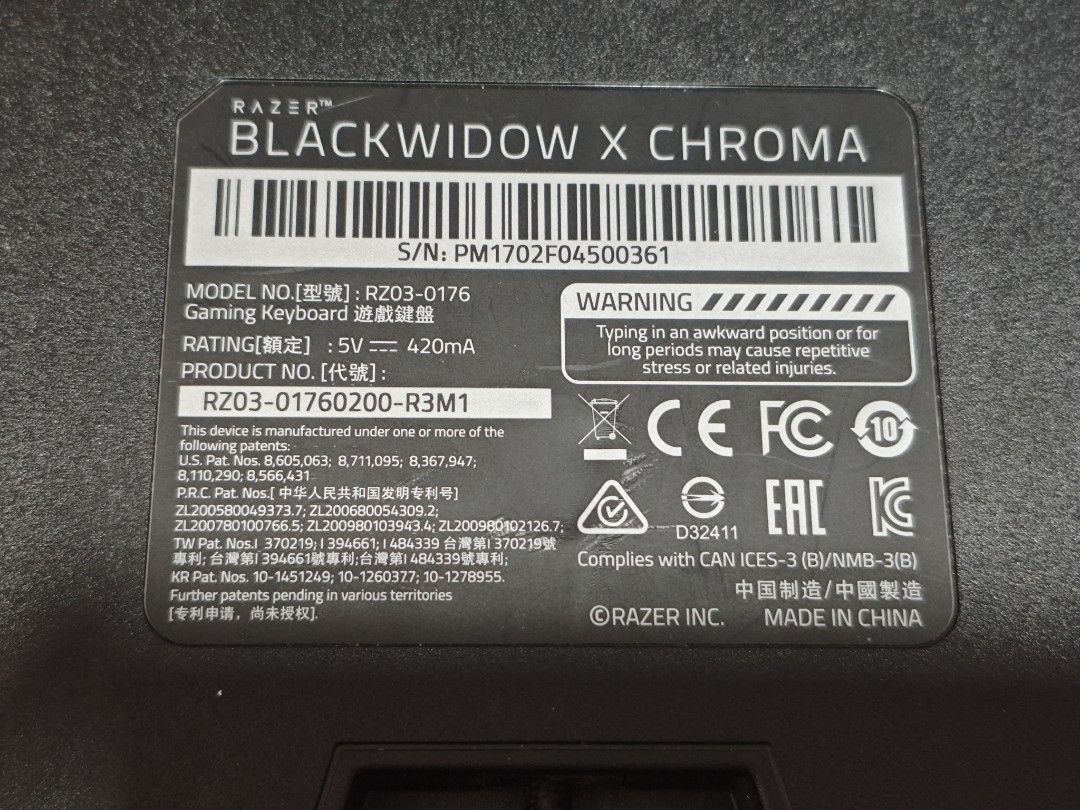 RAZER™
BLACKWIDOW X CHROMA
S/N: PM1702F04500361
MODEL NO.[型號] : RZ03-0176
Gaming Keyboard 遊戲鍵盤
RATING[額定] : 5V ⎓ 420mA
PRODUCT NO. [代號] :
RZ03-01760200-R3M1
This device is manufactured under one or more of the
following patents:
U.S. Pat. Nos. 8,605,063; 8,711,095; 8,367,947;
8,110,290; 8,566,431
P.R.C. Pat. Nos.[ 中华人民共和国发明专利号]
ZL200580049373.7; ZL200680054309.2;
ZL200780100766.5; ZL200980103943.4; ZL200980102126.7;
TW Pat. Nos.I 370219; I 394661; I 484339 台灣第I 370219號
專利; 台灣第I 394661號專利;台灣第I 484339號專利;
KR Pat. Nos. 10-1451249; 10-1260377; 10-1278955.
Further patents pending in various territories
[专利申请，尚未授权].
WARNING
Typing in an awkward position or for
long periods may cause repetitive
stress or related injuries.
CE FC 10
D32411 EAC KC
Complies with CAN ICES-3 (B)/NMB-3(B)
中国制造/中國製造
©RAZER INC. MADE IN CHINA